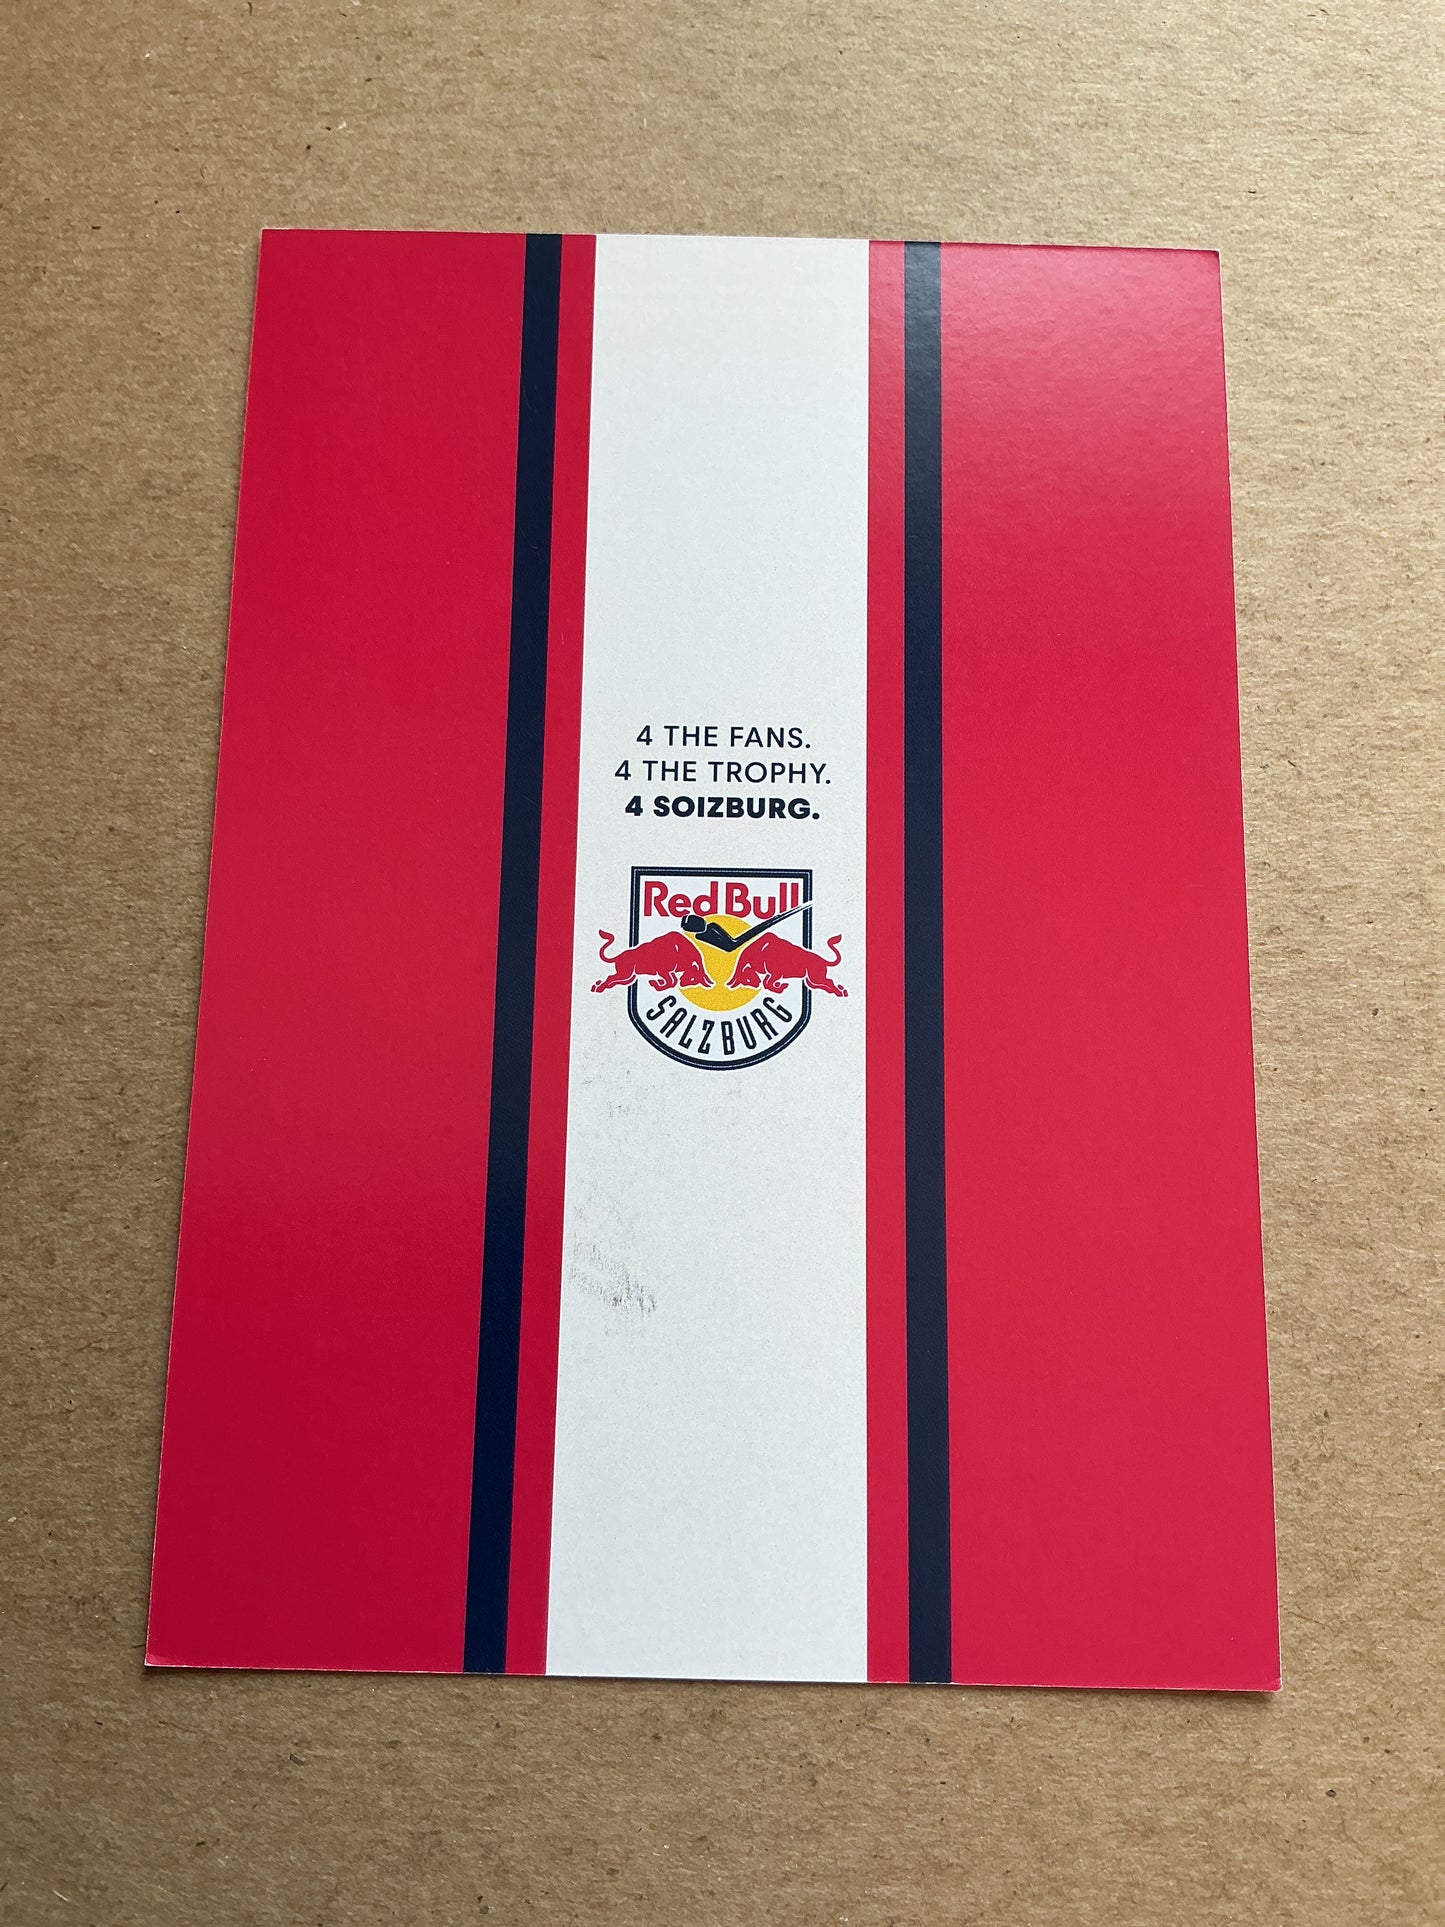 4 THE FANS.
4 THE TROPHY.
4 SOIZBURG.
Red Bull
SALZBURG